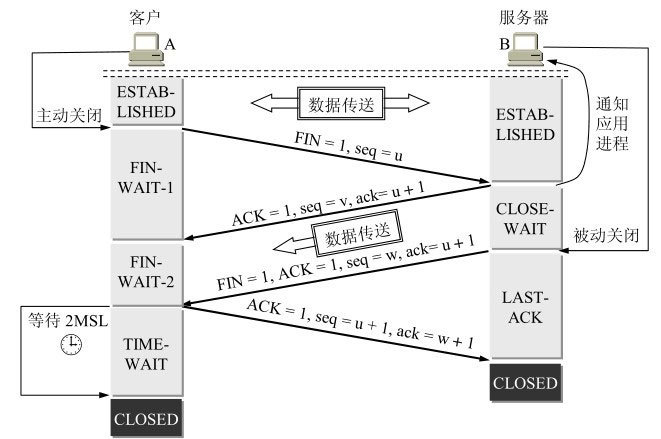 客户
服务器
A
B
ESTAB-
LISHED
数据传送
ESTAB-
LISHED
通知
应用
进程
主动关闭
FIN = 1, seq = u
FIN-
WAIT-1
ACK = 1, seq = v, ack= u + 1
CLOSE-
WAIT
数据传送
被动关闭
FIN-
WAIT-2
FIN = 1, ACK = 1, seq = w, ack= u + 1
LAST-
ACK
ACK = 1, seq = u + 1, ack = w + 1
等待 2MSL
TIME-
WAIT
CLOSED
CLOSED